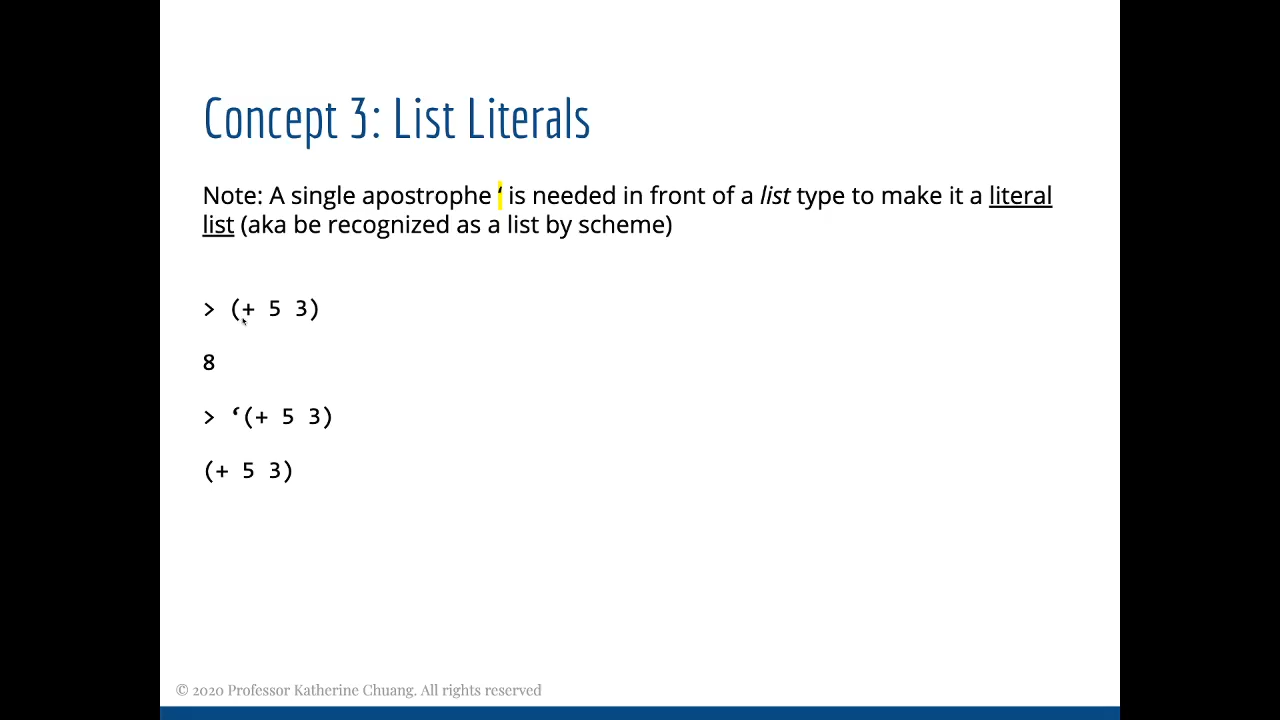 Concept 3: List Literals
Note: A single apostrophe ‘ is needed in front of a list type to make it a literal
list (aka be recognized as a list by scheme)
> (+ 5 3)
8
> ‘(+ 5 3)
(+ 5 3)
© 2020 Professor Katherine Chuang. All rights reserved